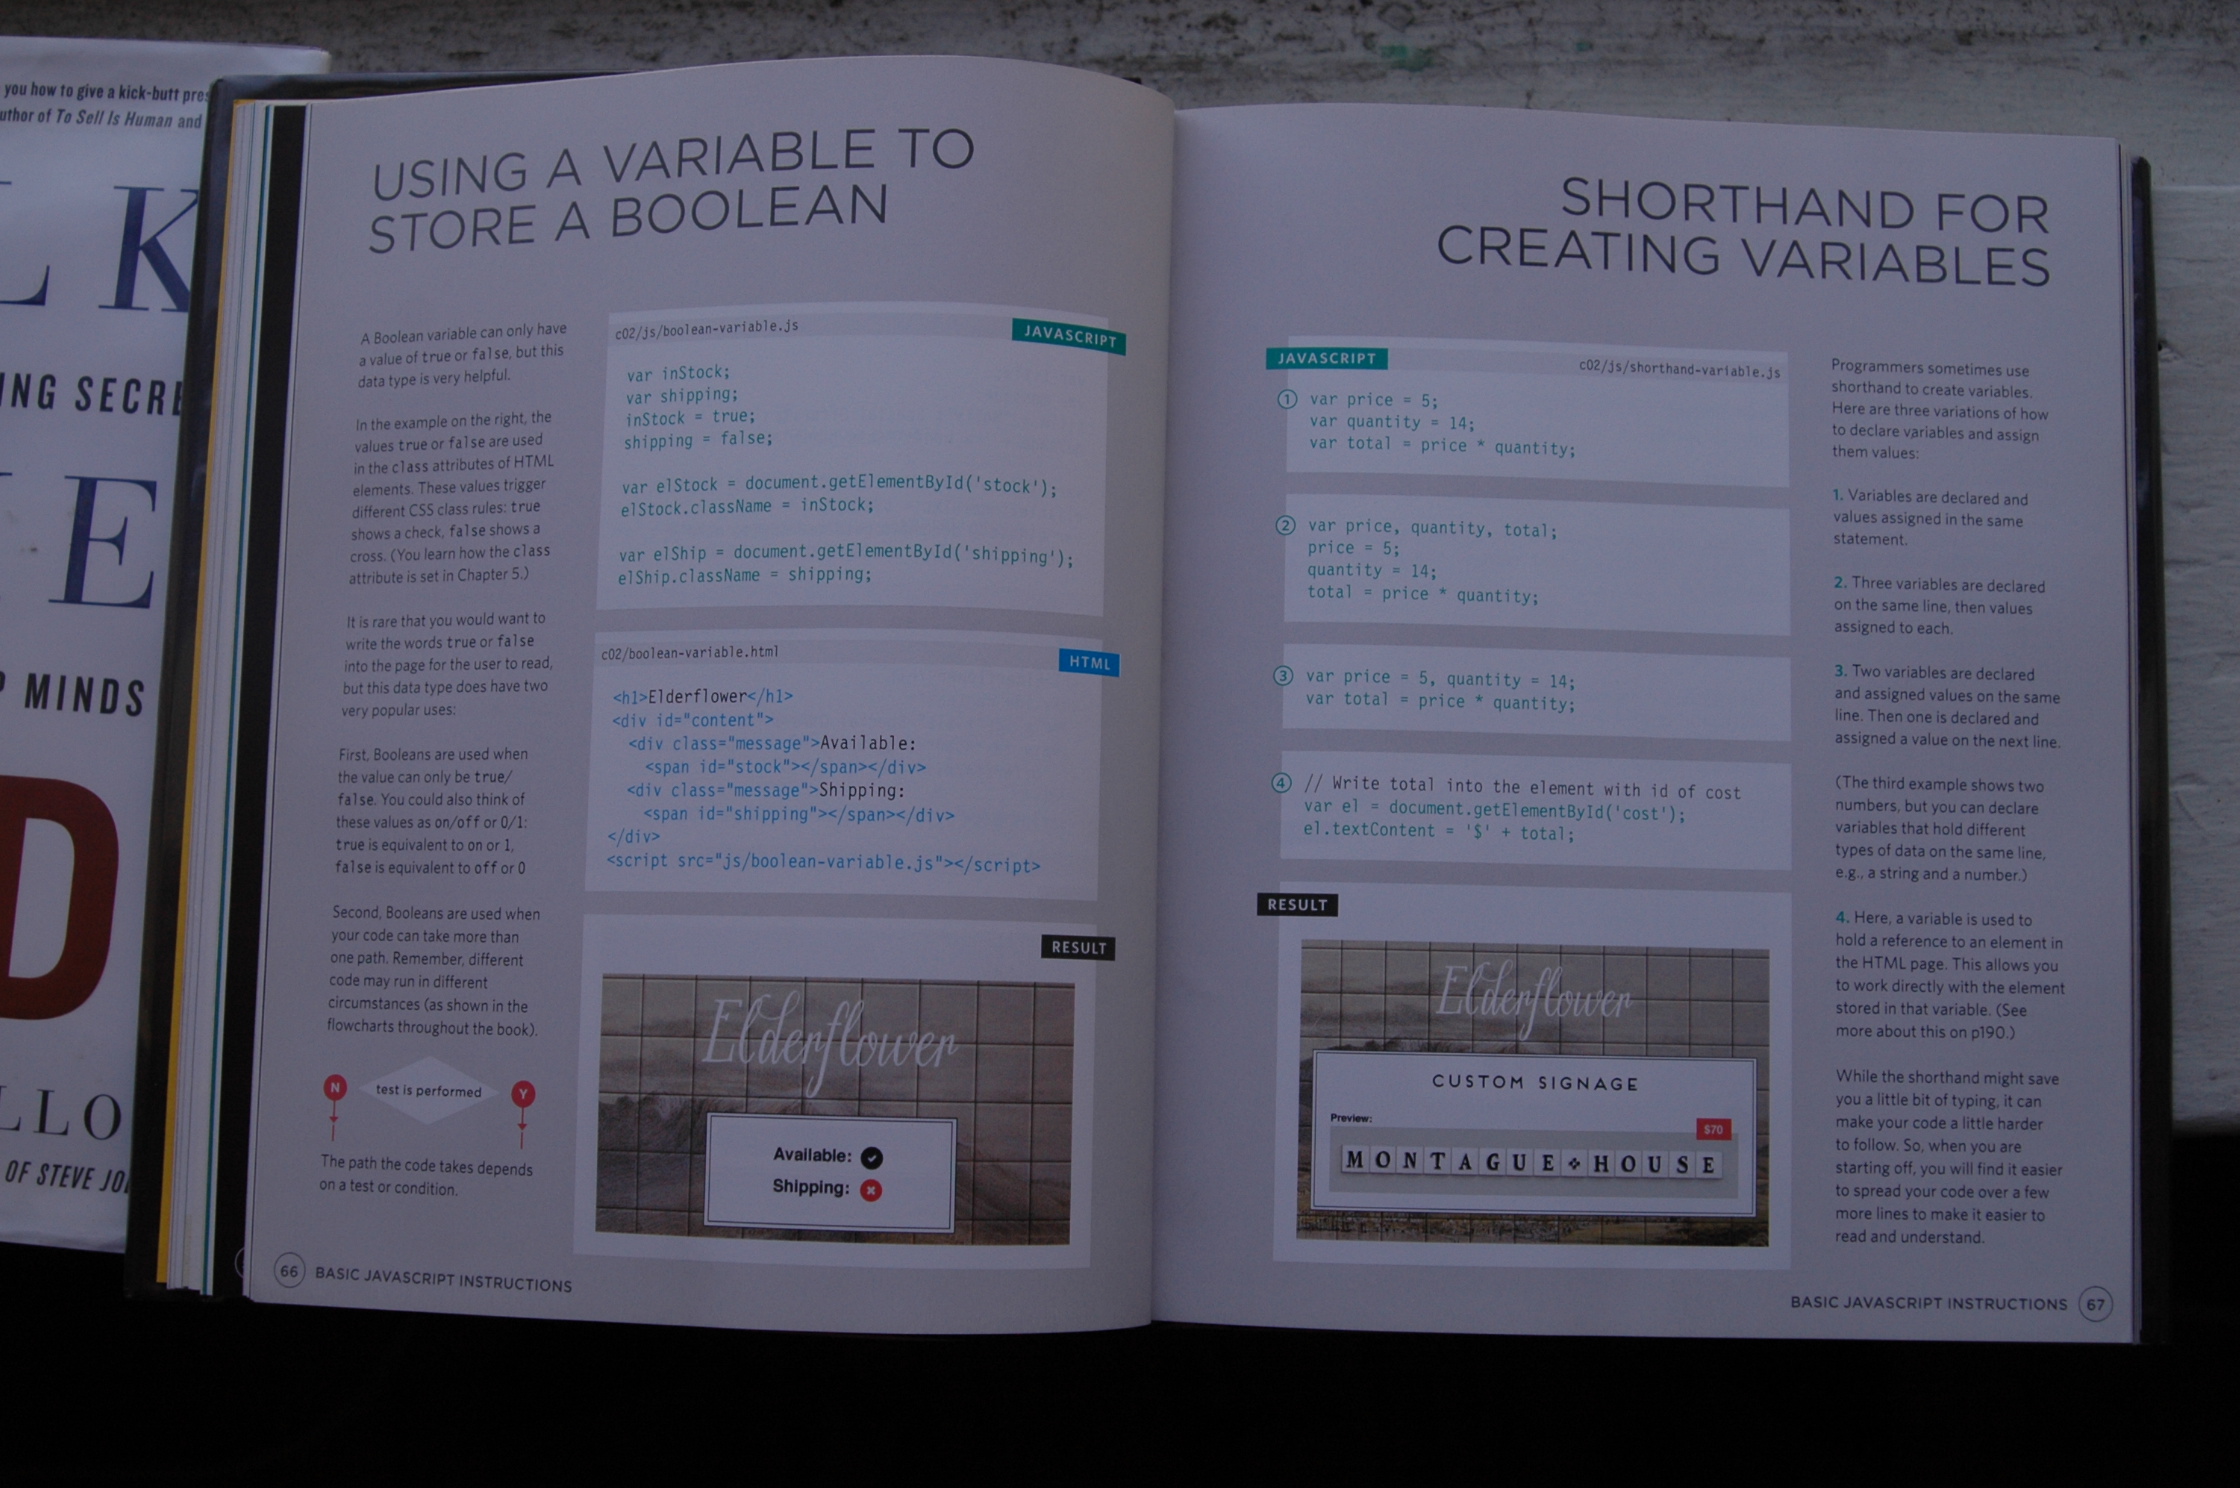 you how to give a kick-butt
uthor of To Sell Is Human and
L K
ING
E
MINDS
D
LLO
OF STEVE
USING A VARIABLE TO
STORE A BOOLEAN
A Boolean variable can only have
a value of true or false, but this
data type is very helpful.
In the example on the right, the
values true or false are used
in the class attributes of HTML
elements. These values trigger
different CSS class rules: true
shows a check, false shows a
cross. (You learn how the class
attribute is set in Chapter 5.)
It is rare that you would want to
write the words true or false
into the page for the user to read,
but this data type does have two
very popular uses:
First, Booleans are used when
the value can only be true/
false. You could also think of
these values as on/off or 0/1:
true is equivalent to on or 1,
false is equivalent to off or 0
Second, Booleans are used when
your code can take more than
one path. Remember, different
code may run in different
circumstances (as shown in the
flowcharts throughout the book).
N test is performed Y
The path the code takes depends
on a test or condition.
c02/js/boolean-variable.js JAVASCRIPT
var inStock;
var shipping;
inStock = true;
shipping = false;
var elStock = document.getElementById('stock');
elStock.className = inStock;
var elShip = document.getElementById('shipping');
elShip.className = shipping;
c02/boolean-variable.html HTML
<h1>Elderflower</h1>
<div id="content">
<div class="message">Available:
<span id="stock"></span></div>
<div class="message">Shipping:
<span id="shipping"></span></div>
</div>
<script src="js/boolean-variable.js"></script>
RESULT
Elderflower
Available:
Shipping:
66 BASIC JAVASCRIPT INSTRUCTIONS
SHORTHAND FOR
CREATING VARIABLES
JAVASCRIPT c02/js/shorthand-variable.js
1 var price = 5;
var quantity = 14;
var total = price * quantity;
2 var price, quantity, total;
price = 5;
quantity = 14;
total = price * quantity;
3 var price = 5, quantity = 14;
var total = price * quantity;
4 // Write total into the element with id of cost
var el = document.getElementById('cost');
el.textContent = '$' + total;
RESULT
Elderflower
CUSTOM SIGNAGE
Preview:
$70
MONTAGUE HOUSE
Programmers sometimes use
shorthand to create variables.
Here are three variations of how
to declare variables and assign
them values:
1. Variables are declared and
values assigned in the same
statement.
2. Three variables are declared
on the same line, then values
assigned to each.
3. Two variables are declared
and assigned values on the same
line. Then one is declared and
assigned a value on the next line.
(The third example shows two
numbers, but you can declare
variables that hold different
types of data on the same line,
e.g., a string and a number.)
4. Here, a variable is used to
hold a reference to an element in
the HTML page. This allows you
to work directly with the element
stored in that variable. (See
more about this on p190.)
While the shorthand might save
you a little bit of typing, it can
make your code a little harder
to follow. So, when you are
starting off, you will find it easier
to spread your code over a few
more lines to make it easier to
read and understand.
BASIC JAVASCRIPT INSTRUCTIONS 67